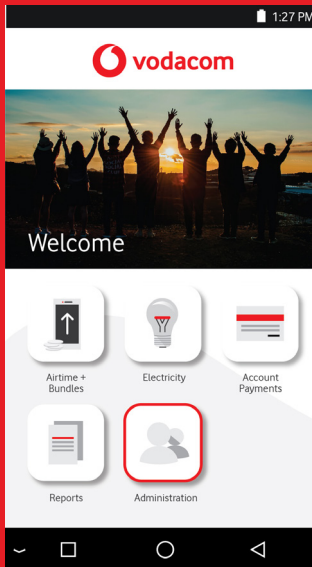 1:27 PM
vodacom
Welcome
Airtime +
Bundles
Electricity
Account
Payments
Reports
Administration